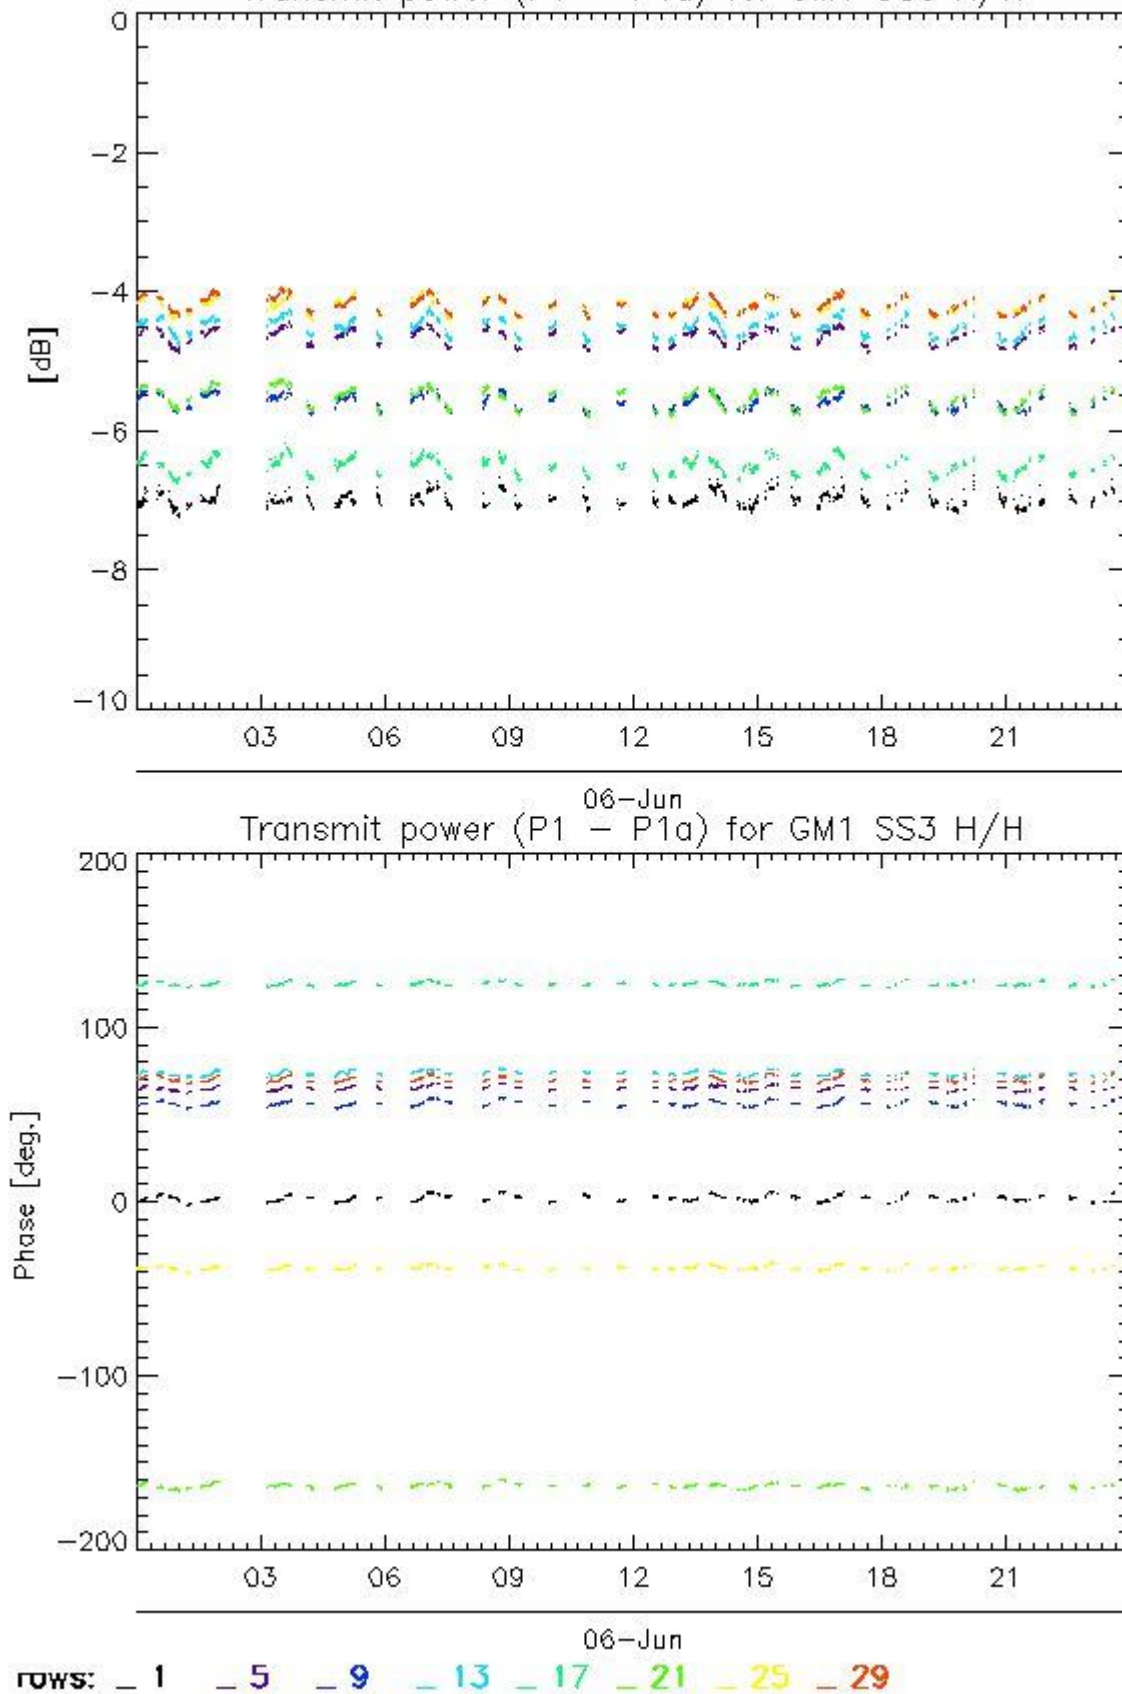 0
−2
−4
−6
−8
−10
[dB]
03 06 09 12 15 18 21
06−Jun
Transmit power (P1 − P1a) for GM1 SS3 H/H
200
100
0
−100
−200
Phase [deg.]
03 06 09 12 15 18 21
06−Jun
rows: _ 1 _ 5 _ 9 _ 13 _ 17 _ 21 _ 25 _ 29